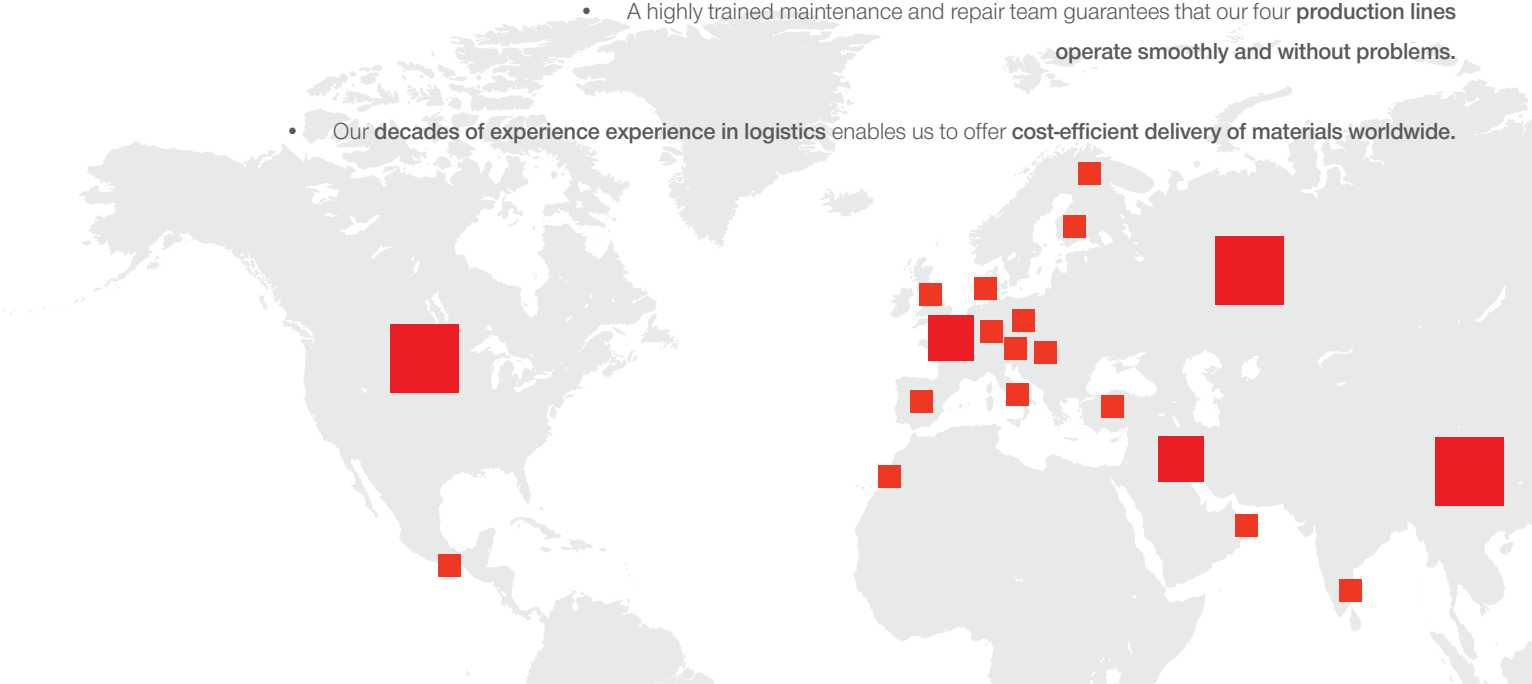 • A highly trained maintenance and repair team guarantees that our four production lines
operate smoothly and without problems.
• Our decades of experience experience in logistics enables us to offer cost-efficient delivery of materials worldwide.